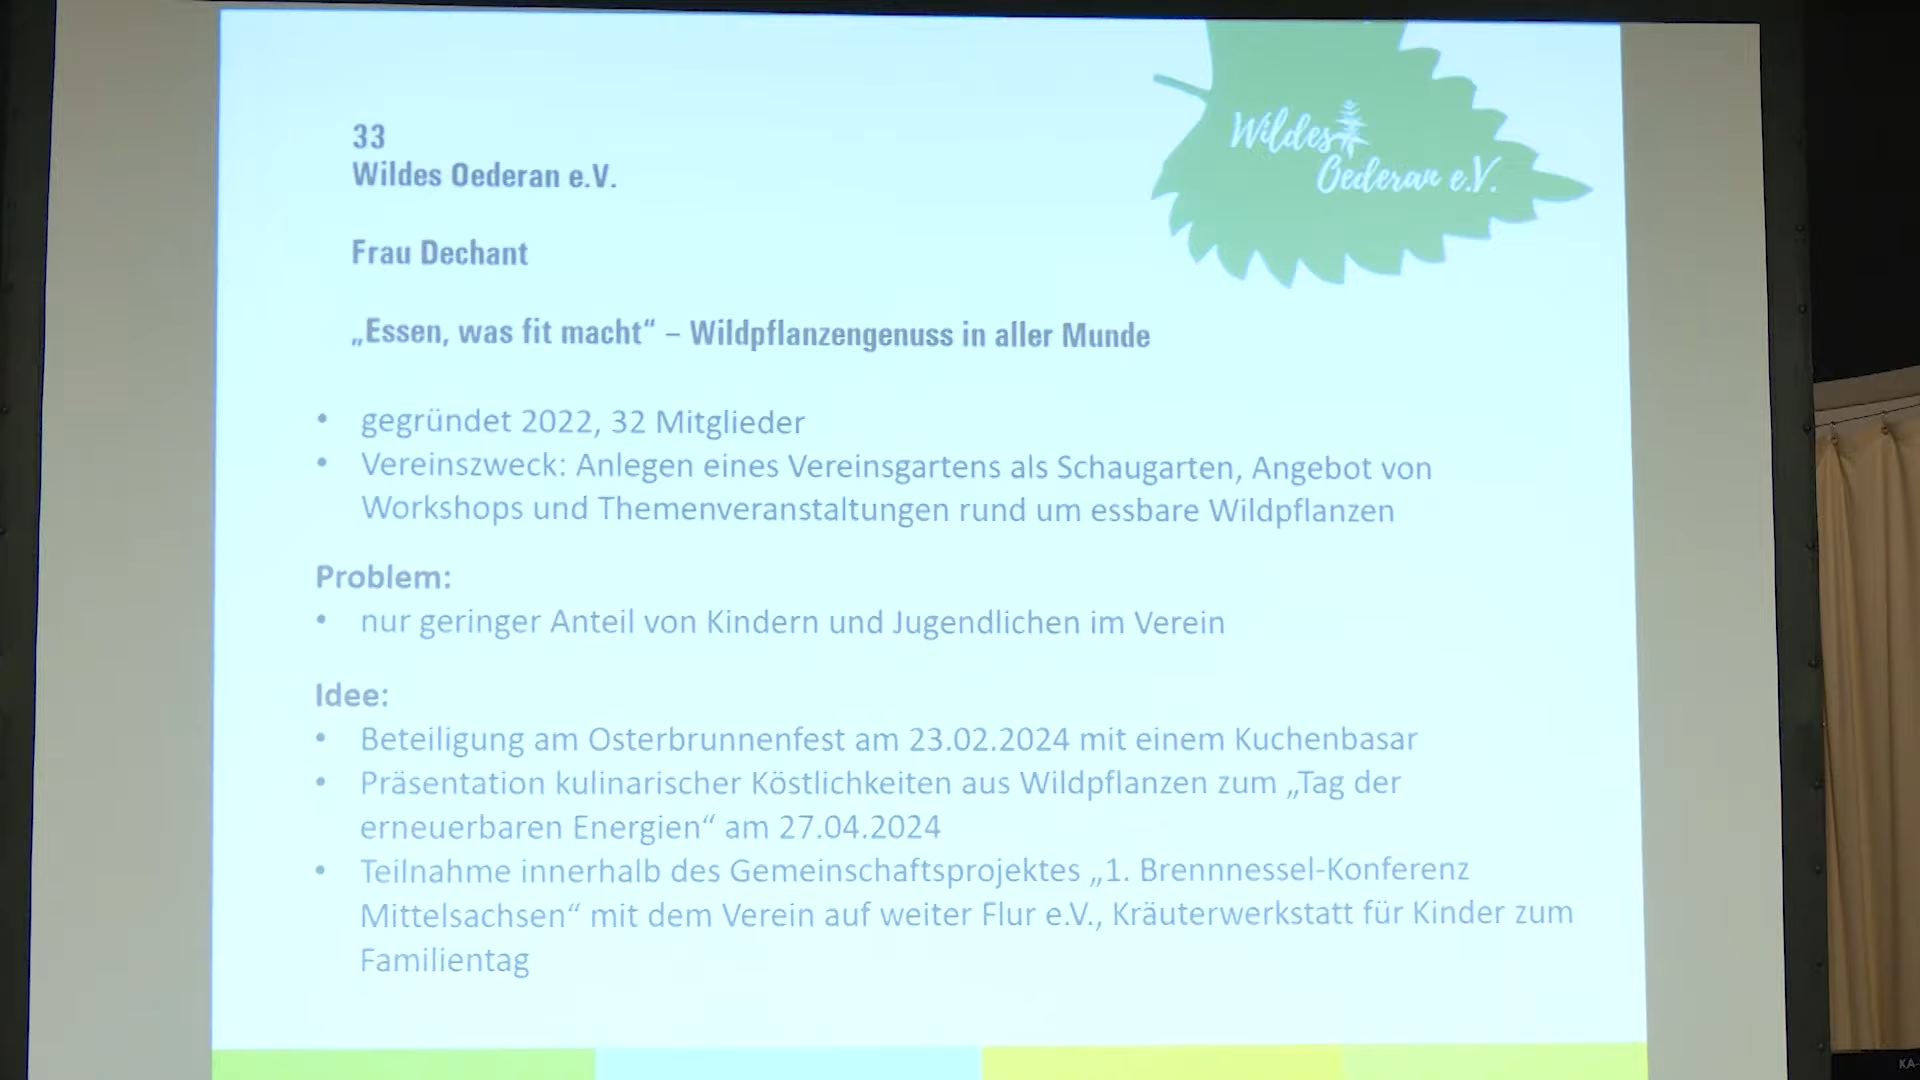 33
Wildes Oederan e.V.
Wildes
Oederan e.V.
Frau Dechant
„Essen, was fit macht“ – Wildpflanzengenuss in aller Munde
• gegründet 2022, 32 Mitglieder
• Vereinszweck: Anlegen eines Vereinsgartens als Schaugarten, Angebot von
Workshops und Themenveranstaltungen rund um essbare Wildpflanzen
Problem:
• nur geringer Anteil von Kindern und Jugendlichen im Verein
Idee:
• Beteiligung am Osterbrunnenfest am 23.02.2024 mit einem Kuchenbasar
• Präsentation kulinarischer Köstlichkeiten aus Wildpflanzen zum „Tag der
erneuerbaren Energien“ am 27.04.2024
• Teilnahme innerhalb des Gemeinschaftsprojektes „1. Brennnessel-Konferenz
Mittelsachsen“ mit dem Verein auf weiter Flur e.V., Kräuterwerkstatt für Kinder zum
Familientag